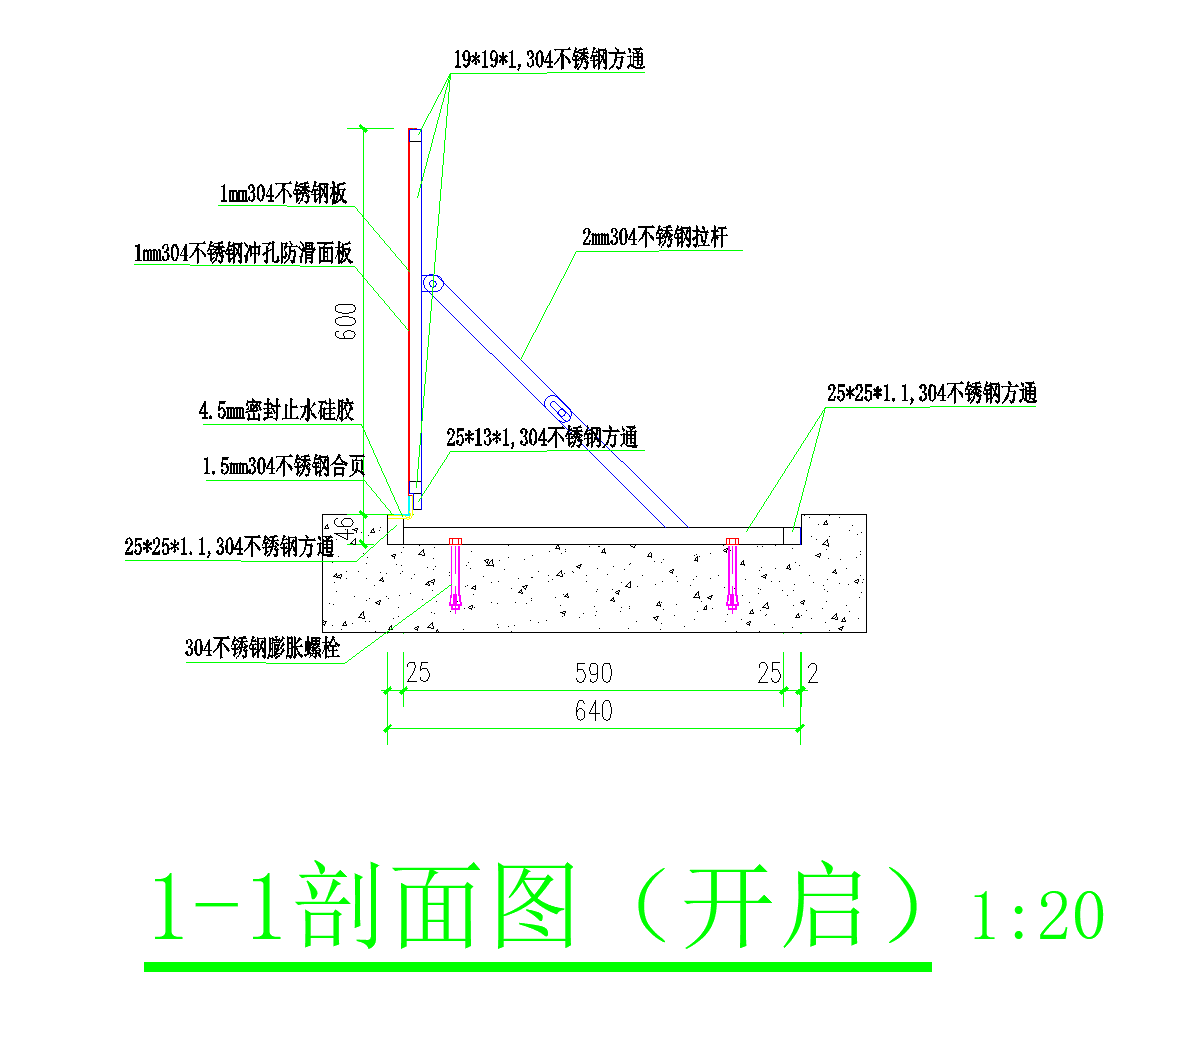 19*19*1,304不锈钢方通
1mm304不锈钢板
2mm304不锈钢拉杆
1mm304不锈钢冲孔防滑面板
600
25*25*1.1,304不锈钢方通
4.5mm密封止水硅胶
25*13*1,304不锈钢方通
1.5mm304不锈钢合页
46
25*25*1.1,304不锈钢方通
304不锈钢膨胀螺栓
25 590 25 2
640
1-1剖面图（开启） 1:20